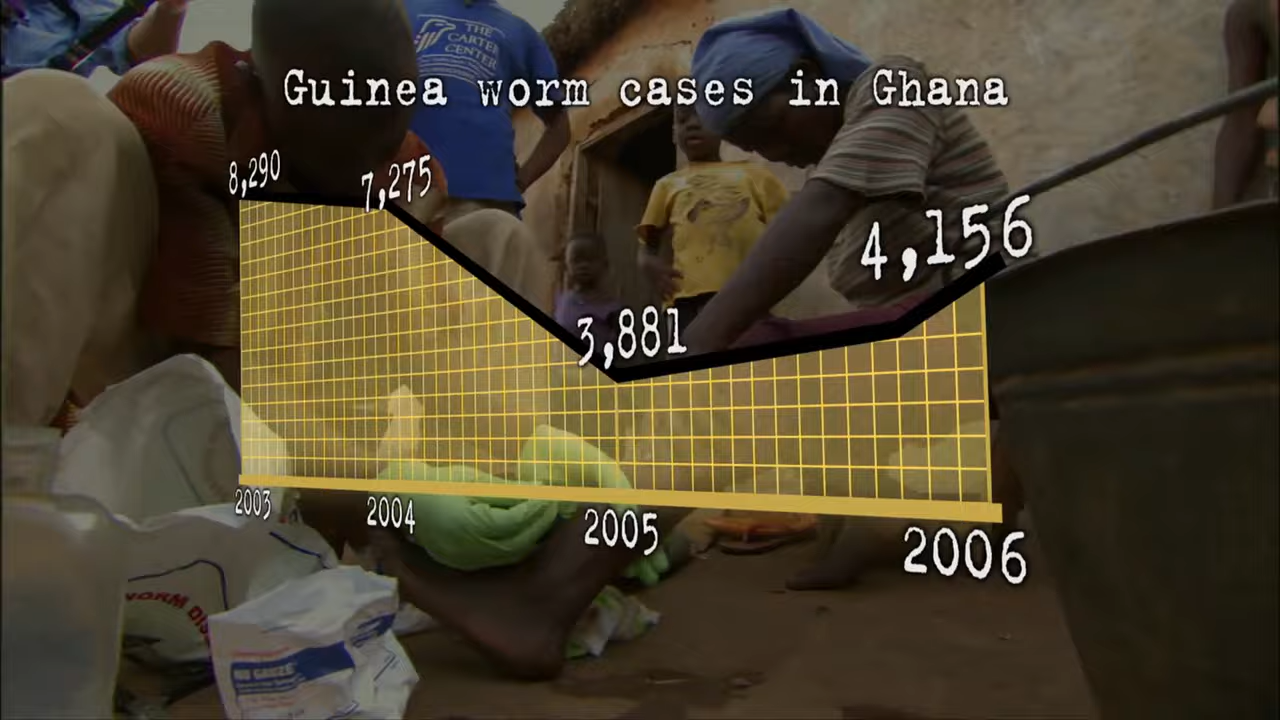 THE
CARTER
CENTER
Guinea worm cases in Ghana
8,290
7,275
4,156
3,881
2003
2004
2005
2006
WORM DIS